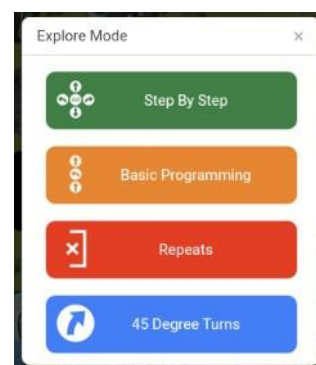 Explore Mode ×
Step By Step
Basic Programming
Repeats
45 Degree Turns